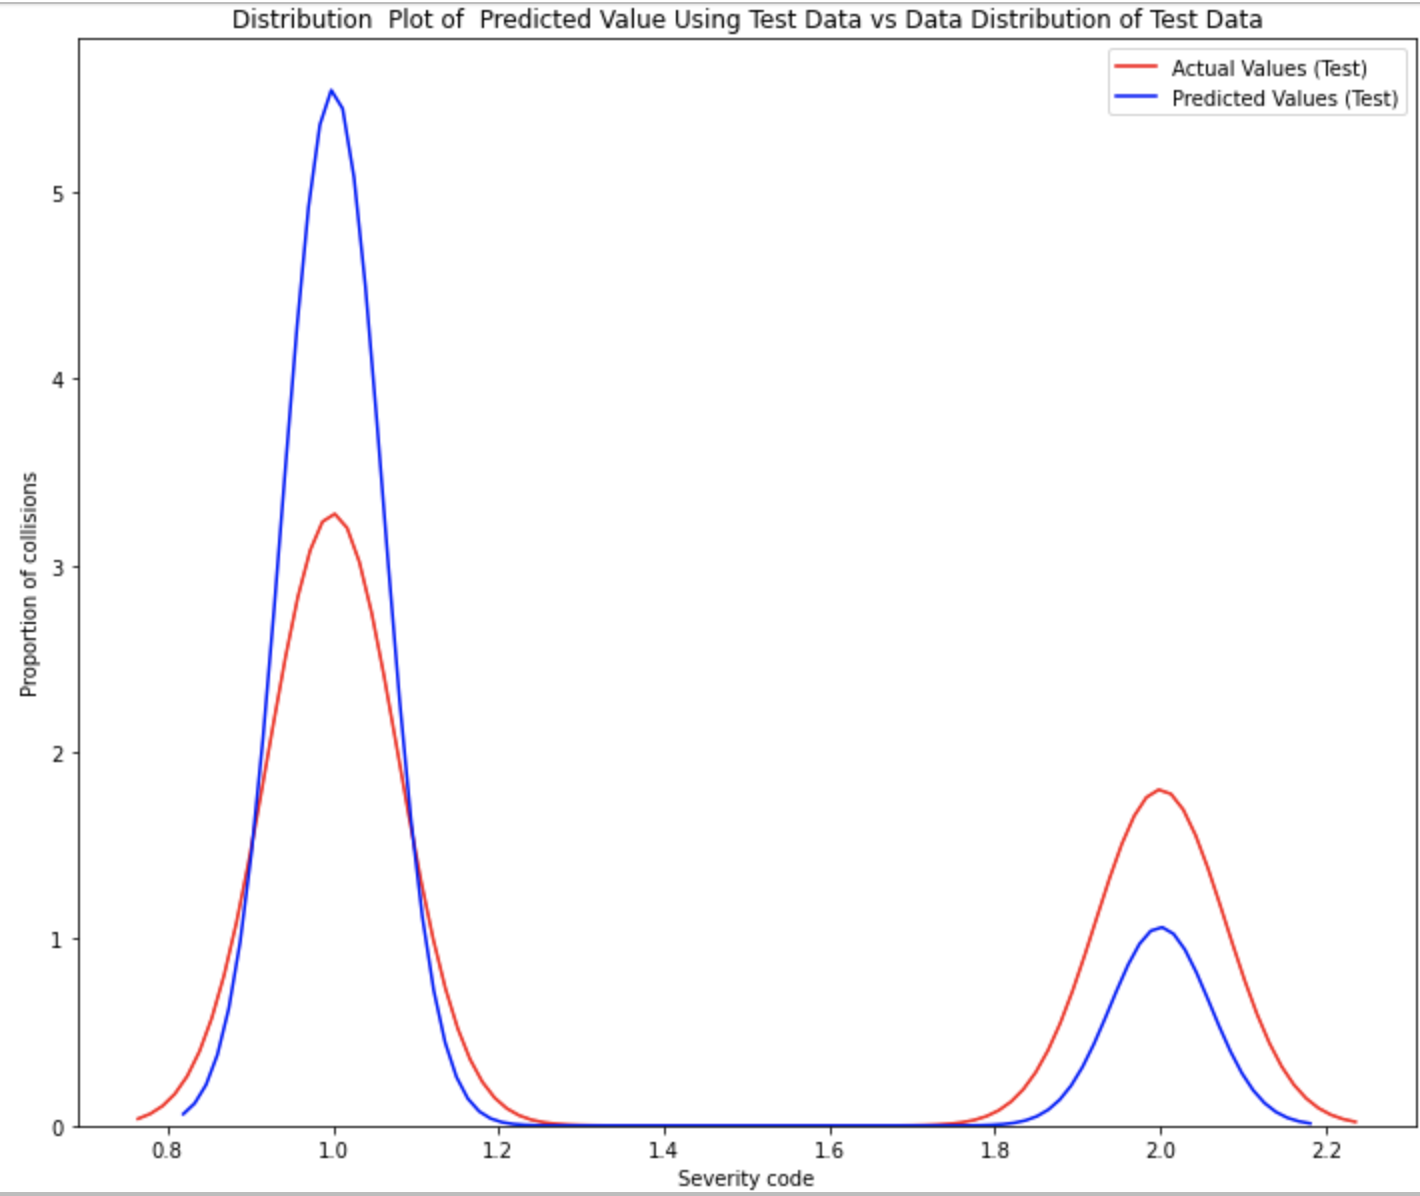 Distribution  Plot of  Predicted Value Using Test Data vs Data Distribution of Test Data
Actual Values (Test)
Predicted Values (Test)
Proportion of collisions
5
4
3
2
1
0
0.8 1.0 1.2 1.4 1.6 1.8 2.0 2.2
Severity code